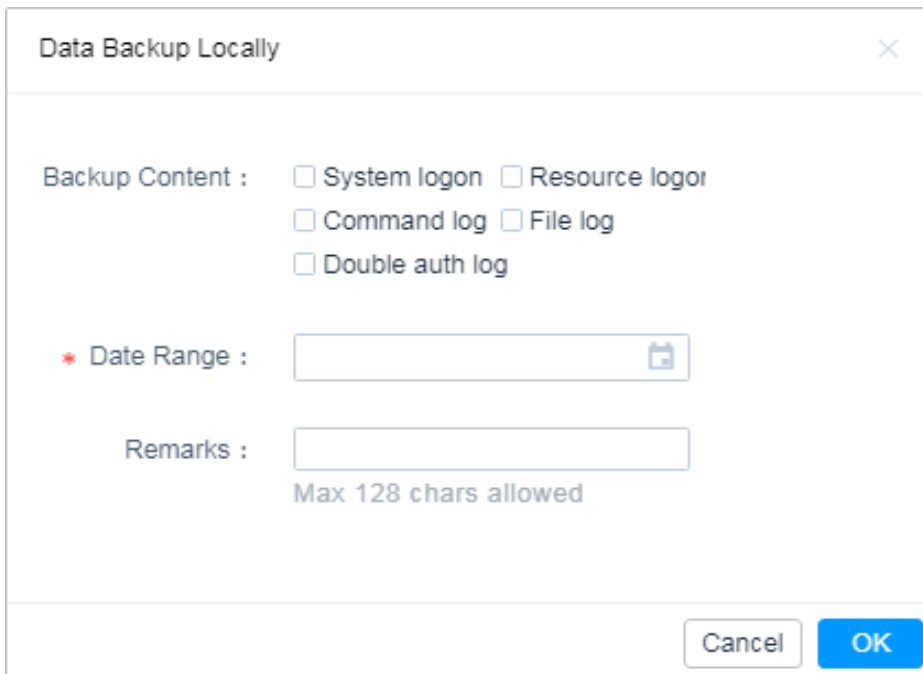 Data Backup Locally
Backup Content :
System logon Resource logon
Command log File log
Double auth log
* Date Range :
Remarks :
Max 128 chars allowed
Cancel OK